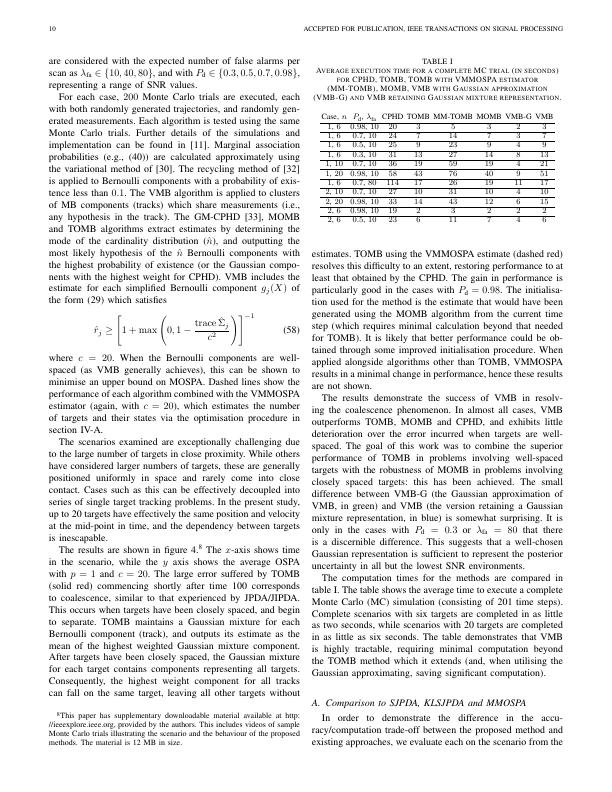 10
ACCEPTED FOR PUBLICATION, IEEE TRANSACTIONS ON SIGNAL PROCESSING
are considered with the expected number of false alarms per
scan as λfa ∈ {10, 40, 80}, and with Pd ∈ {0.3, 0.5, 0.7, 0.98},
representing a range of SNR values.
For each case, 200 Monte Carlo trials are executed, each
with both randomly generated trajectories, and randomly gen-
erated measurements. Each algorithm is tested using the same
Monte Carlo trials. Further details of the simulations and
implementation can be found in [11]. Marginal association
probabilities (e.g., (40)) are calculated approximately using
the variational method of [30]. The recycling method of [32]
is applied to Bernoulli components with a probability of exis-
tence less than 0.1. The VMB algorithm is applied to clusters
of MB components (tracks) which share measurements (i.e.,
any hypothesis in the track). The GM-CPHD [33], MOMB
and TOMB algorithms extract estimates by determining the
mode of the cardinality distribution (n̂), and outputting the
most likely hypothesis of the n̂ Bernoulli components with
the highest probability of existence (or the Gaussian compo-
nents with the highest weight for CPHD). VMB includes the
estimate for each simplified Bernoulli component gj(X) of
the form (29) which satisfies
r̂j ≥ [1 + max (0, 1 − trace Σ̂j / c²)]⁻¹ (58)
where c = 20. When the Bernoulli components are well-
spaced (as VMB generally achieves), this can be shown to
minimise an upper bound on MOSPA. Dashed lines show the
performance of each algorithm combined with the VMMOSPA
estimator (again, with c = 20), which estimates the number
of targets and their states via the optimisation procedure in
section IV-A.
The scenarios examined are exceptionally challenging due
to the large number of targets in close proximity. While others
have considered larger numbers of targets, these are generally
positioned uniformly in space and rarely come into close
contact. Cases such as this can be effectively decoupled into
series of single target tracking problems. In the present study,
up to 20 targets have effectively the same position and velocity
at the mid-point in time, and the dependency between targets
is inescapable.
The results are shown in figure 4.⁸ The x-axis shows time
in the scenario, while the y axis shows the average OSPA
with p = 1 and c = 20. The large error suffered by TOMB
(solid red) commencing shortly after time 100 corresponds
to coalescence, similar to that experienced by JPDA/JIPDA.
This occurs when targets have been closely spaced, and begin
to separate. TOMB maintains a Gaussian mixture for each
Bernoulli component (track), and outputs its estimate as the
mean of the highest weighted Gaussian mixture component.
After targets have been closely spaced, the Gaussian mixture
for each target contains components representing all targets.
Consequently, the highest weight component for all tracks
can fall on the same target, leaving all other targets without
⁸This paper has supplementary downloadable material available at http:
//ieeexplore.ieee.org, provided by the authors. This includes videos of sample
Monte Carlo trials illustrating the scenario and the behaviour of the proposed
methods. The material is 12 MB in size.
TABLE I
AVERAGE EXECUTION TIME FOR A COMPLETE MC TRIAL (IN SECONDS)
FOR CPHD, TOMB, TOMB WITH VMMOSPA ESTIMATOR
(MM-TOMB), MOMB, VMB WITH GAUSSIAN APPROXIMATION
(VMB-G) AND VMB RETAINING GAUSSIAN MIXTURE REPRESENTATION.
Case, n Pd, λfa CPHD TOMB MM-TOMB MOMB VMB-G VMB
1, 6 0.98, 10 20 3 5 3 2 3
1, 6 0.7, 10 24 7 14 7 3 7
1, 6 0.5, 10 25 9 23 9 4 9
1, 6 0.3, 10 31 13 27 14 8 13
1, 10 0.7, 10 36 19 59 19 4 21
1, 20 0.98, 10 58 43 76 40 9 51
1, 6 0.7, 80 114 17 26 19 11 17
2, 10 0.7, 10 27 10 31 10 4 10
2, 20 0.98, 10 33 14 43 12 6 15
2, 6 0.98, 10 19 2 3 2 2 2
2, 6 0.5, 10 23 6 11 7 4 6
estimates. TOMB using the VMMOSPA estimate (dashed red)
resolves this difficulty to an extent, restoring performance to at
least that obtained by the CPHD. The gain in performance is
particularly good in the cases with Pd = 0.98. The initialisa-
tion used for the method is the estimate that would have been
generated using the MOMB algorithm from the current time
step (which requires minimal calculation beyond that needed
for TOMB). It is likely that better performance could be ob-
tained through some improved initialisation procedure. When
applied alongside algorithms other than TOMB, VMMOSPA
results in a minimal change in performance, hence these results
are not shown.
The results demonstrate the success of VMB in resolv-
ing the coalescence phenomenon. In almost all cases, VMB
outperforms TOMB, MOMB and CPHD, and exhibits little
deterioration over the error incurred when targets are well-
spaced. The goal of this work was to combine the superior
performance of TOMB in problems involving well-spaced
targets with the robustness of MOMB in problems involving
closely spaced targets: this has been achieved. The small
difference between VMB-G (the Gaussian approximation of
VMB, in green) and VMB (the version retaining a Gaussian
mixture representation, in blue) is somewhat surprising. It is
only in the cases with Pd = 0.3 or λfa = 80 that there
is a discernible difference. This suggests that a well-chosen
Gaussian representation is sufficient to represent the posterior
uncertainty in all but the lowest SNR environments.
The computation times for the methods are compared in
table I. The table shows the average time to execute a complete
Monte Carlo (MC) simulation (consisting of 201 time steps).
Complete scenarios with six targets are completed in as little
as two seconds, while scenarios with 20 targets are completed
in as little as six seconds. The table demonstrates that VMB
is highly tractable, requiring minimal computation beyond
the TOMB method which it extends (and, when utilising the
Gaussian approximating, saving significant computation).
A. Comparison to SJPDA, KLSJPDA and MMOSPA
In order to demonstrate the difference in the accu-
racy/computation trade-off between the proposed method and
existing approaches, we evaluate each on the scenario from the